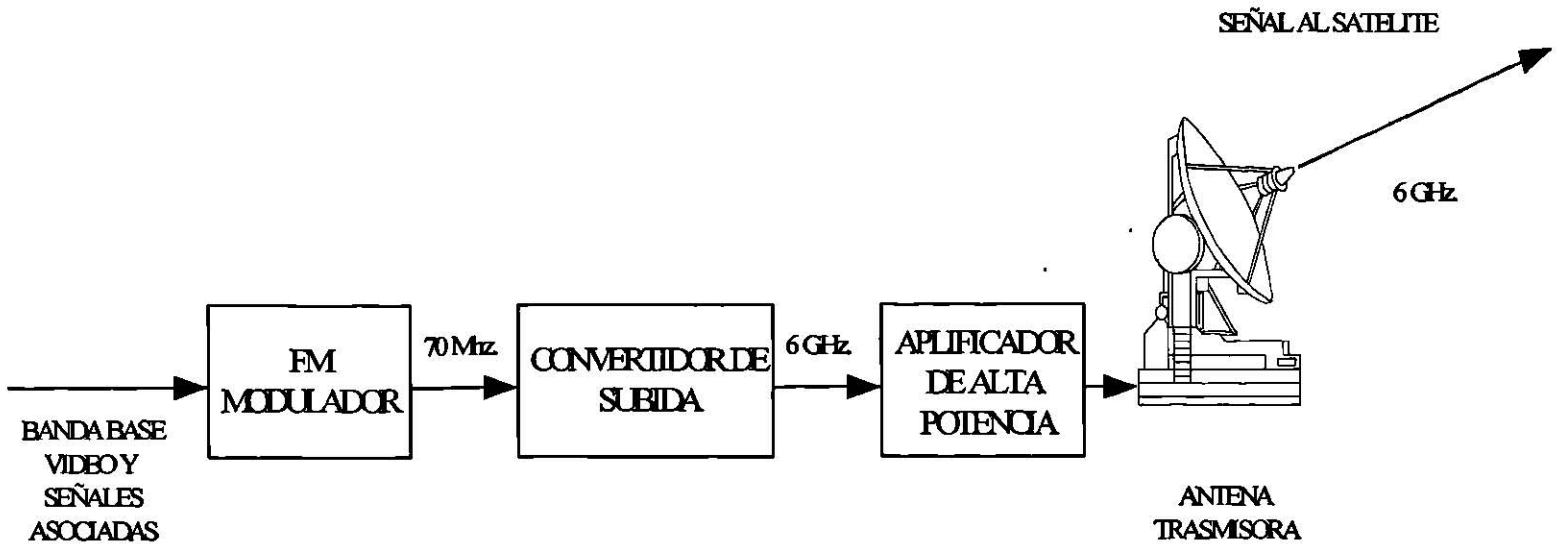 SEÑAL AL SATELITE
6 GHz.
FM
MODULADOR
70 Mhz.
CONVERTIDOR DE
SUBIDA
6 GHz.
APLIFICADOR
DE ALTA
POTENCIA
BANDA BASE
VIDEO Y
SEÑALES
ASOCIADAS
ANTENA
TRASMISORA